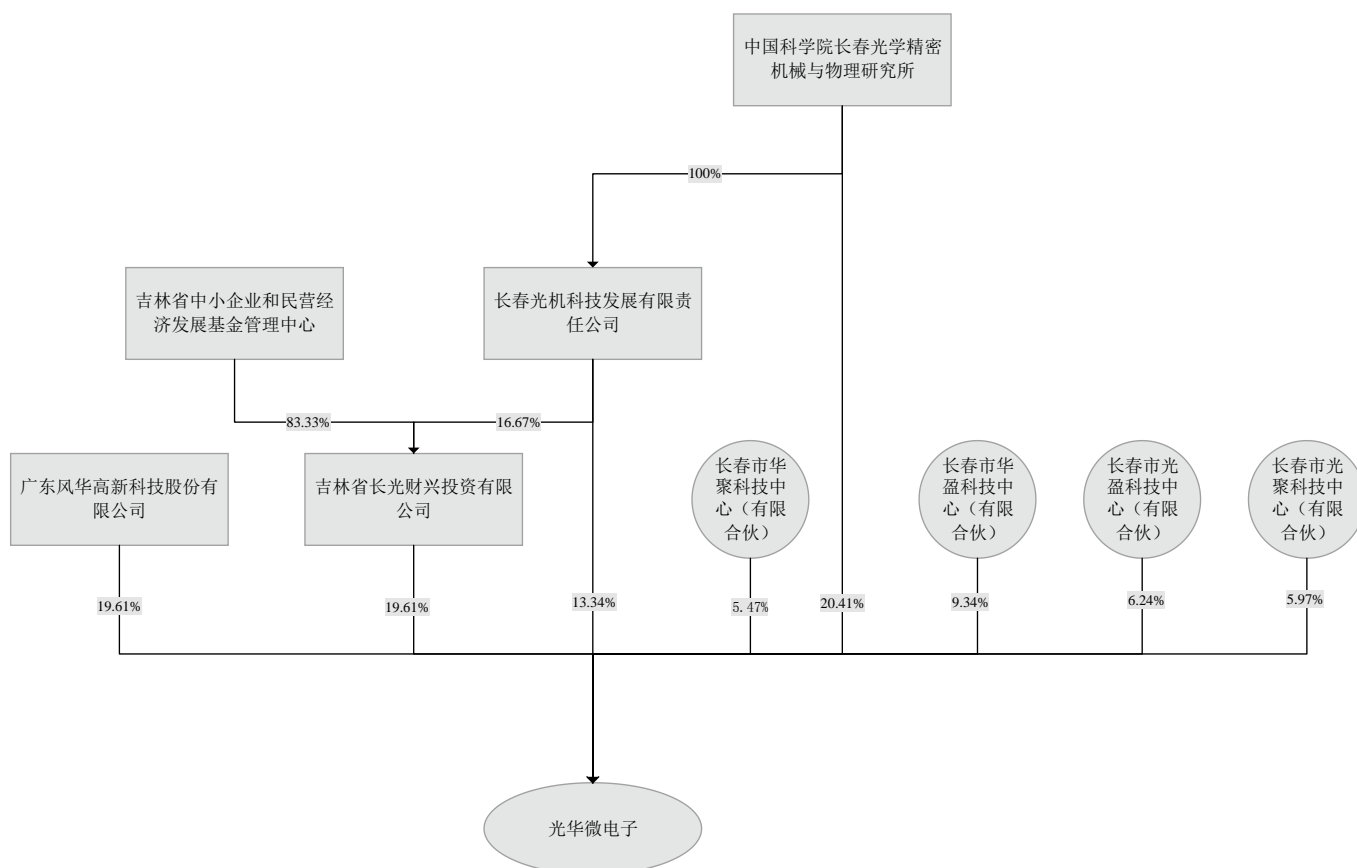 中国科学院长春光学精密
机械与物理研究所
100%
吉林省中小企业和民营经
济发展基金管理中心
长春光机科技发展有限责
任公司
83.33%
16.67%
广东风华高新科技股份有
限公司
吉林省长光财兴投资有限
公司
长春市华
聚科技中
心（有限
合伙）
长春市华
盈科技中
心（有限
合伙）
长春市光
盈科技中
心（有限
合伙）
长春市光
聚科技中
心（有限
合伙）
19.61%
19.61%
13.34%
5.47%
20.41%
9.34%
6.24%
5.97%
光华微电子